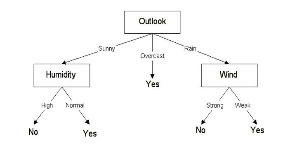 Outlook
Sunny Overcast Rain
Humidity Yes Wind
High Normal Strong Weak
No Yes No Yes